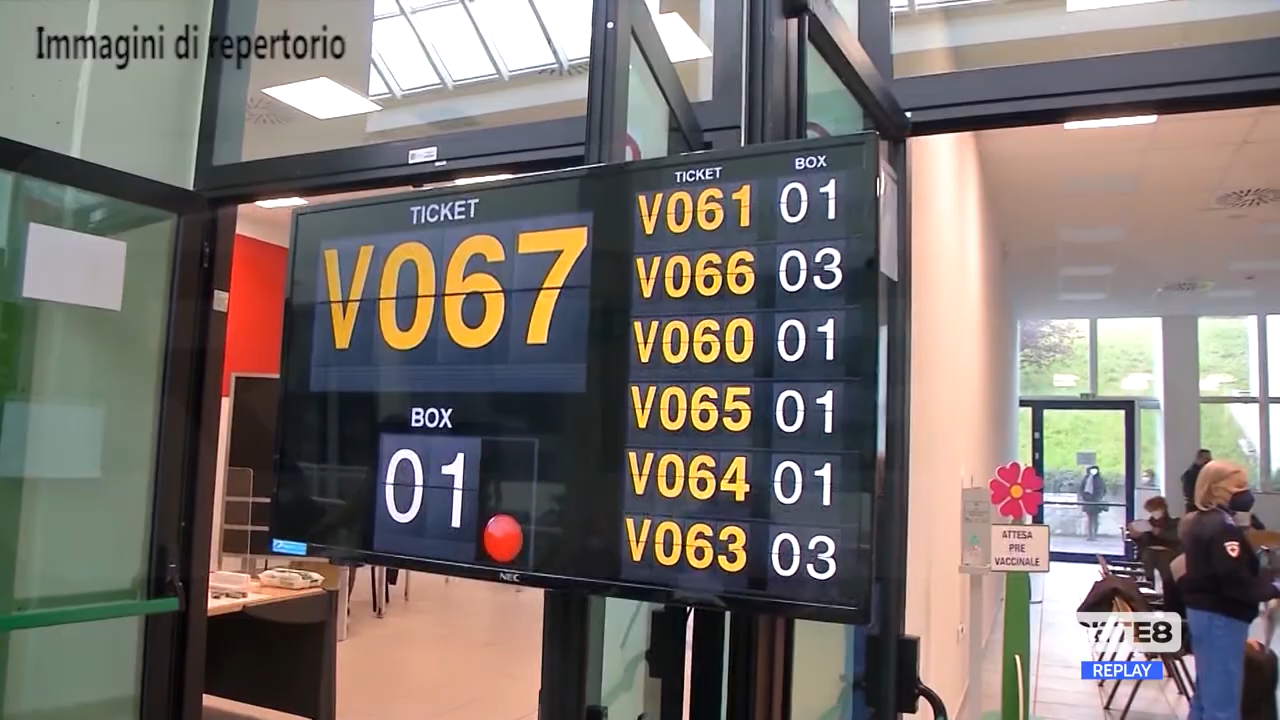 Immagini di repertorio
TICKET
V067
BOX
01
TICKET BOX
V061 01
V066 03
V060 01
V065 01
V064 01
V063 03
NEC
ATTESA
PRE
VACCINALE
RETE8
REPLAY